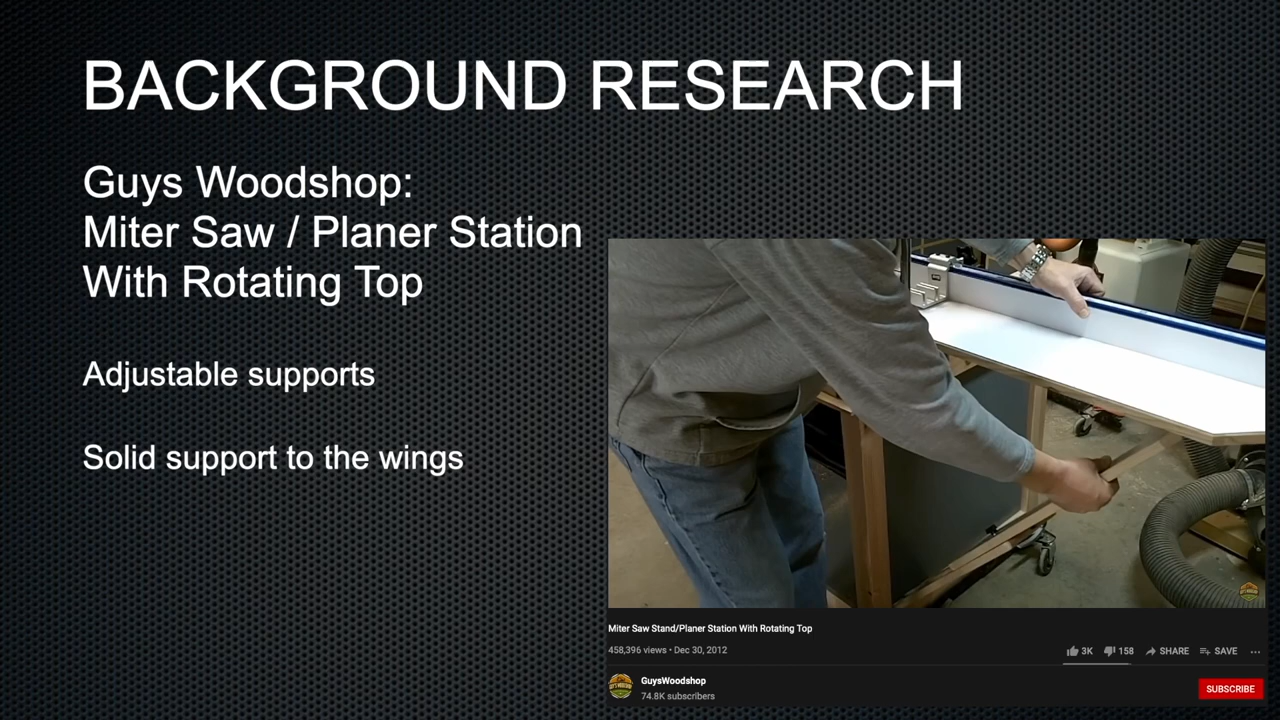 BACKGROUND RESEARCH
Guys Woodshop:
Miter Saw / Planer Station
With Rotating Top
Adjustable supports
Solid support to the wings
Miter Saw Stand/Planer Station With Rotating Top
458,396 views • Dec 30, 2012
3K 158 SHARE SAVE ...
GuysWoodshop
74.8K subscribers
SUBSCRIBE